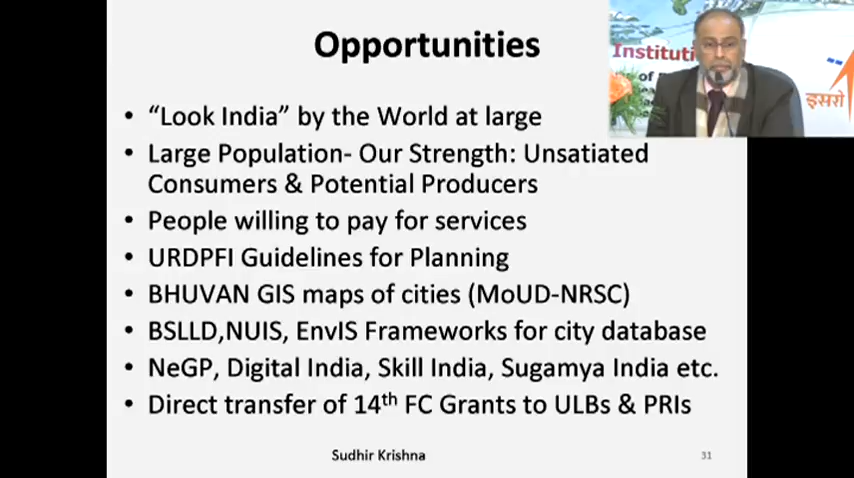 Opportunities
Instituti
इसरो
• “Look India” by the World at large
• Large Population- Our Strength: Unsatiated
Consumers & Potential Producers
• People willing to pay for services
• URDPFI Guidelines for Planning
• BHUVAN GIS maps of cities (MoUD-NRSC)
• BSLLD,NUIS, EnvIS Frameworks for city database
• NeGP, Digital India, Skill India, Sugamya India etc.
• Direct transfer of 14th FC Grants to ULBs & PRIs
Sudhir Krishna
31